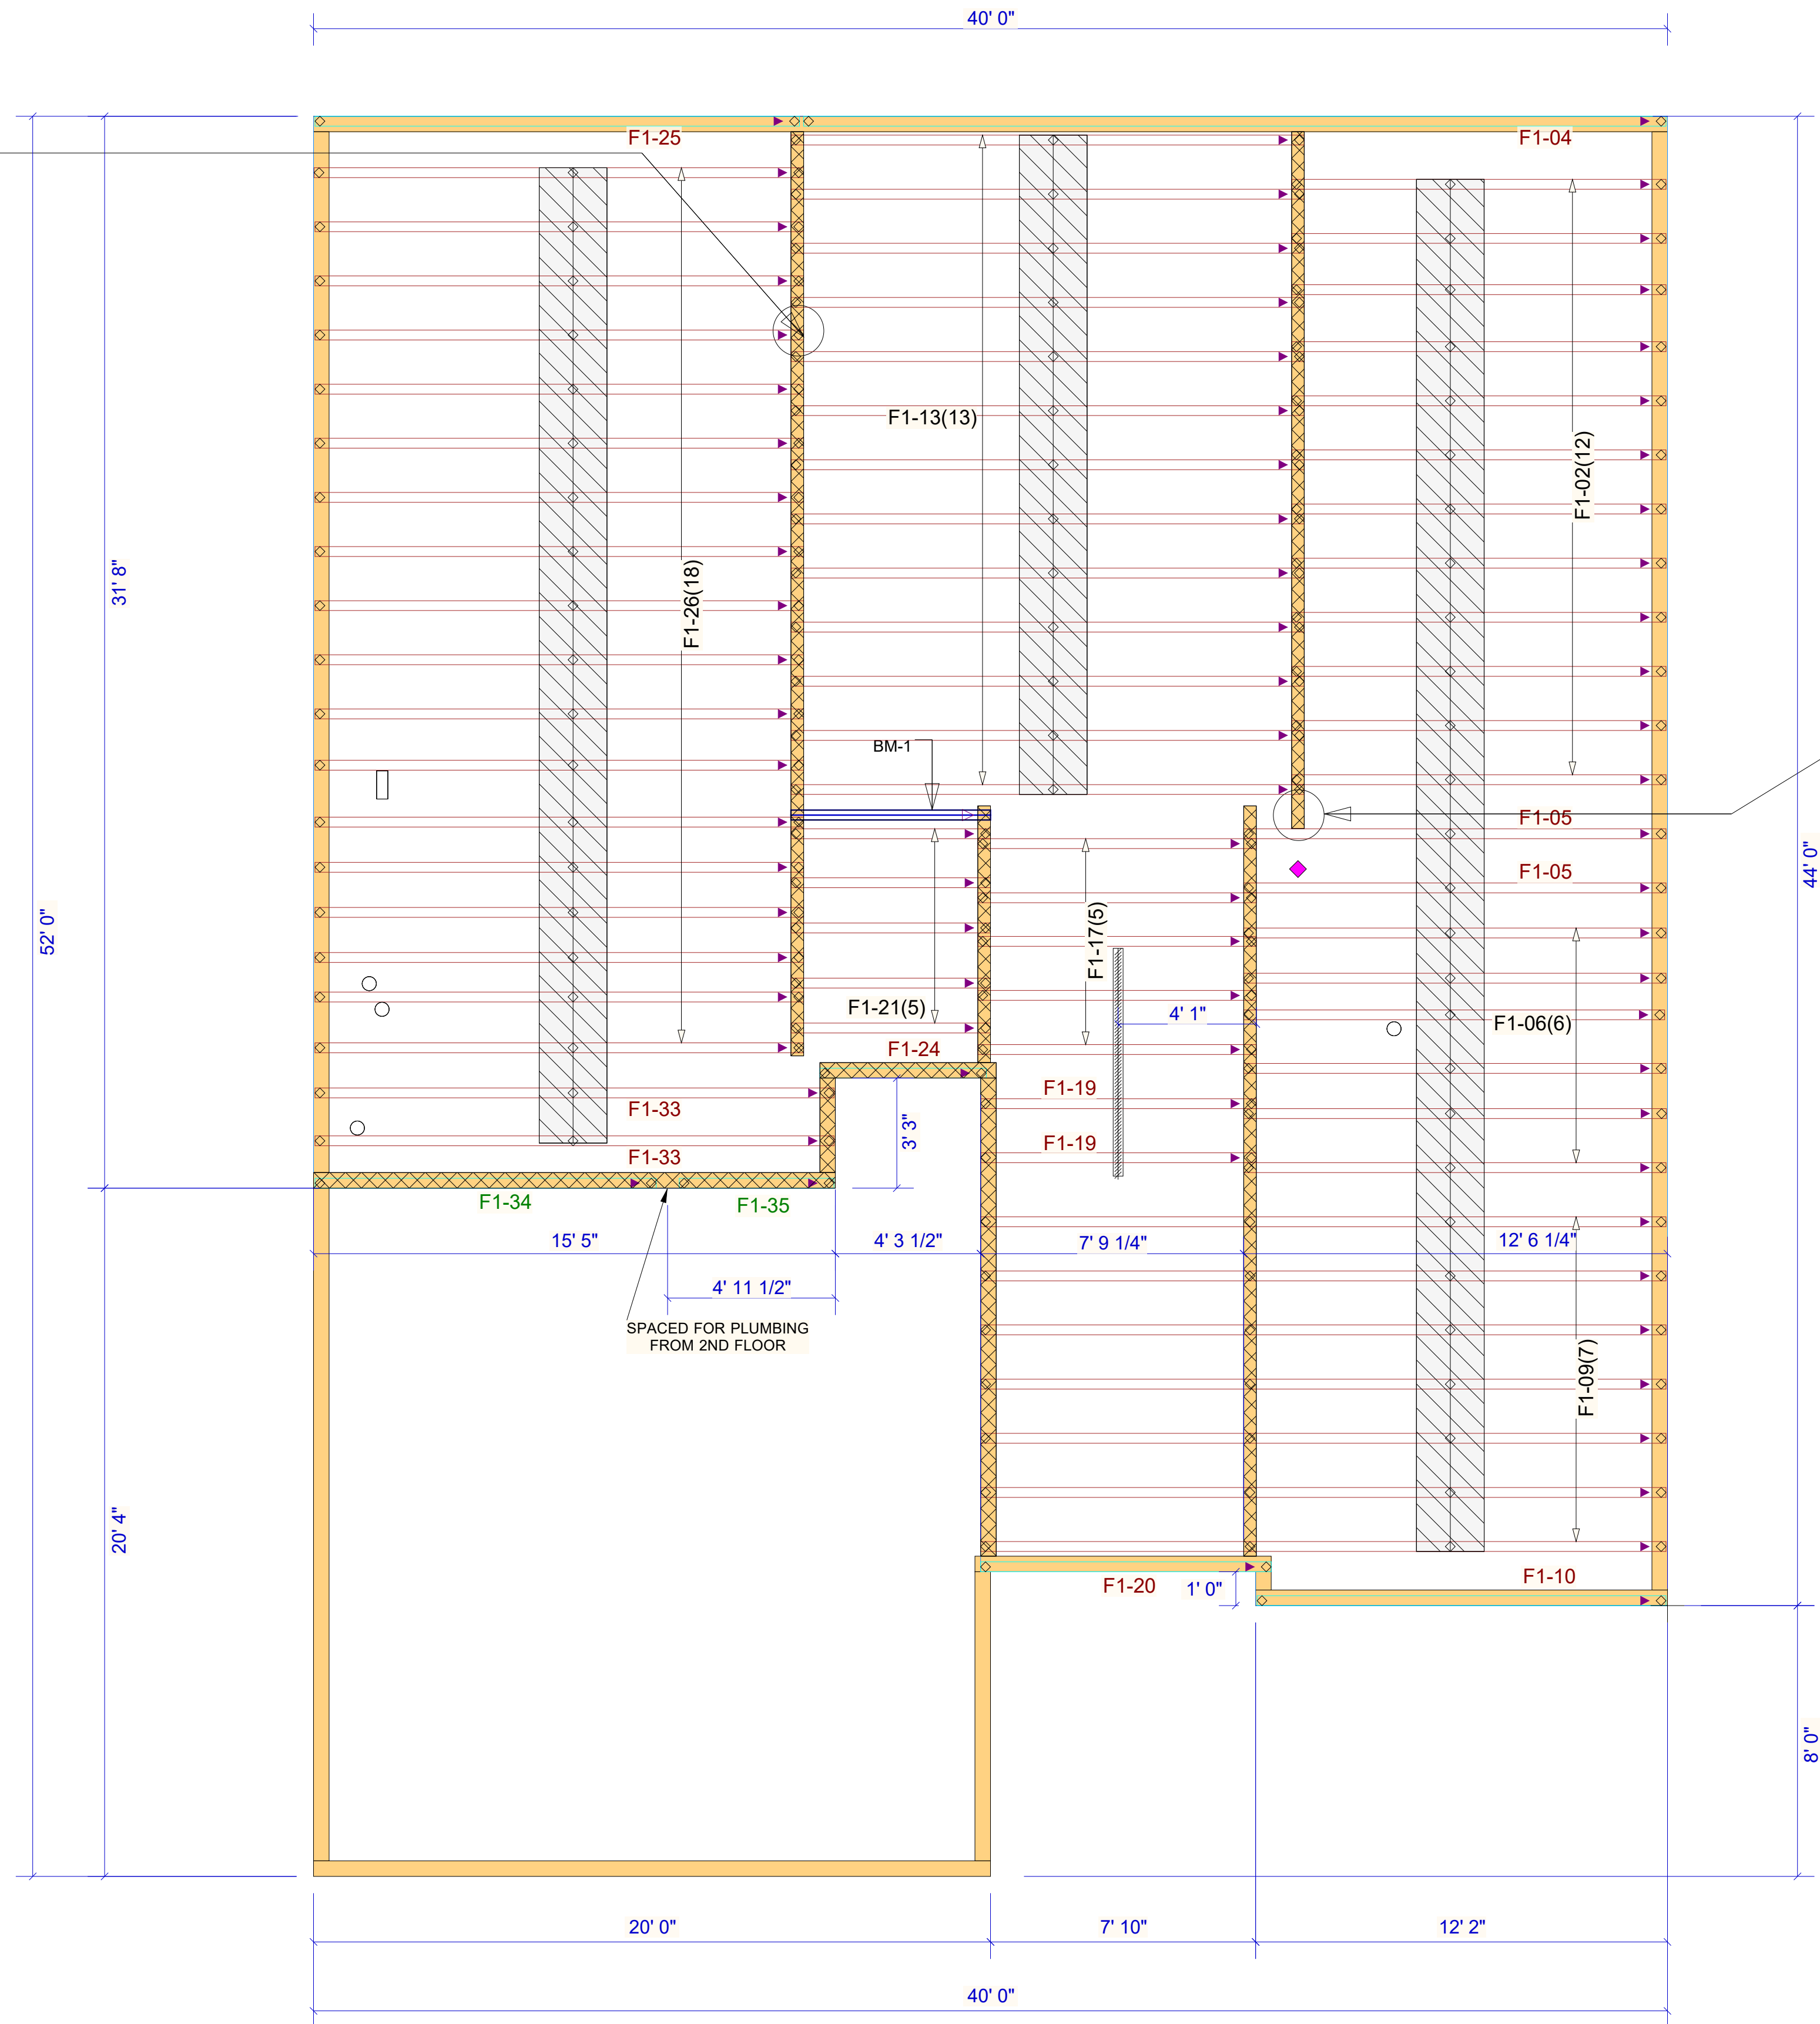 40' 0"
F1-25
F1-04
F1-13(13)
F1-02(12)
31' 8"
F1-26(18)
BM-1
F1-05
44' 0"
F1-05
52' 0"
F1-17(5)
F1-21(5)
4' 1"
F1-06(6)
F1-24
F1-19
F1-33
3' 3"
F1-19
F1-33
F1-34
F1-35
15' 5"
4' 3 1/2"
7' 9 1/4"
12' 6 1/4"
4' 11 1/2"
SPACED FOR PLUMBING
FROM 2ND FLOOR
F1-09(7)
20' 4"
F1-20
1' 0"
F1-10
8' 0"
20' 0"
7' 10"
12' 2"
40' 0"